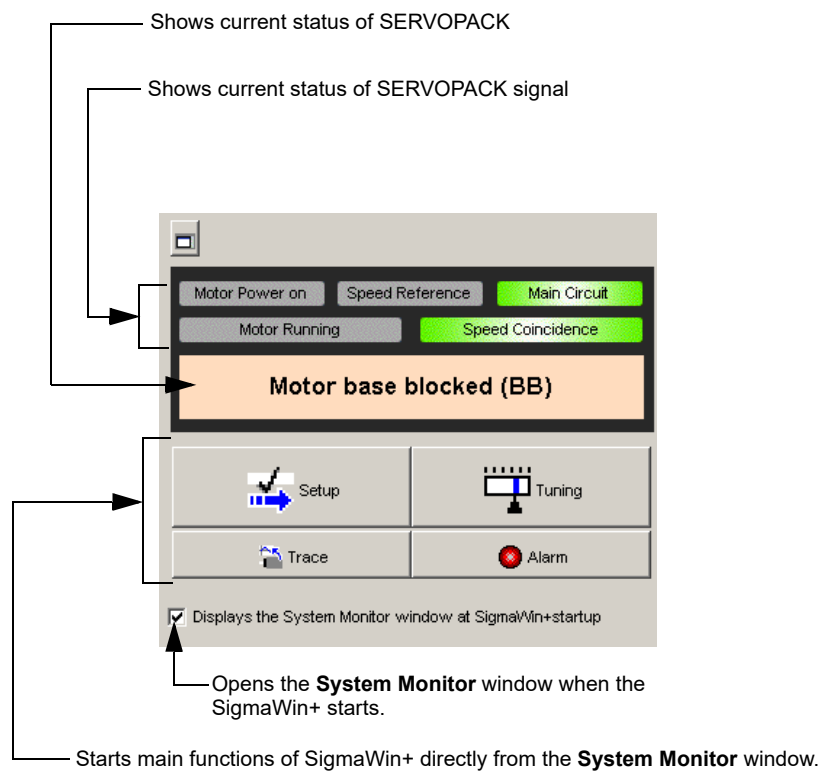 Shows current status of SERVOPACK
Shows current status of SERVOPACK signal
Motor Power on
Speed Reference
Main Circuit
Motor Running
Speed Coincidence
Motor base blocked (BB)
Setup
Tuning
Trace
Alarm
Displays the System Monitor window at SigmaWin+startup
Opens the System Monitor window when the
SigmaWin+ starts.
Starts main functions of SigmaWin+ directly from the System Monitor window.